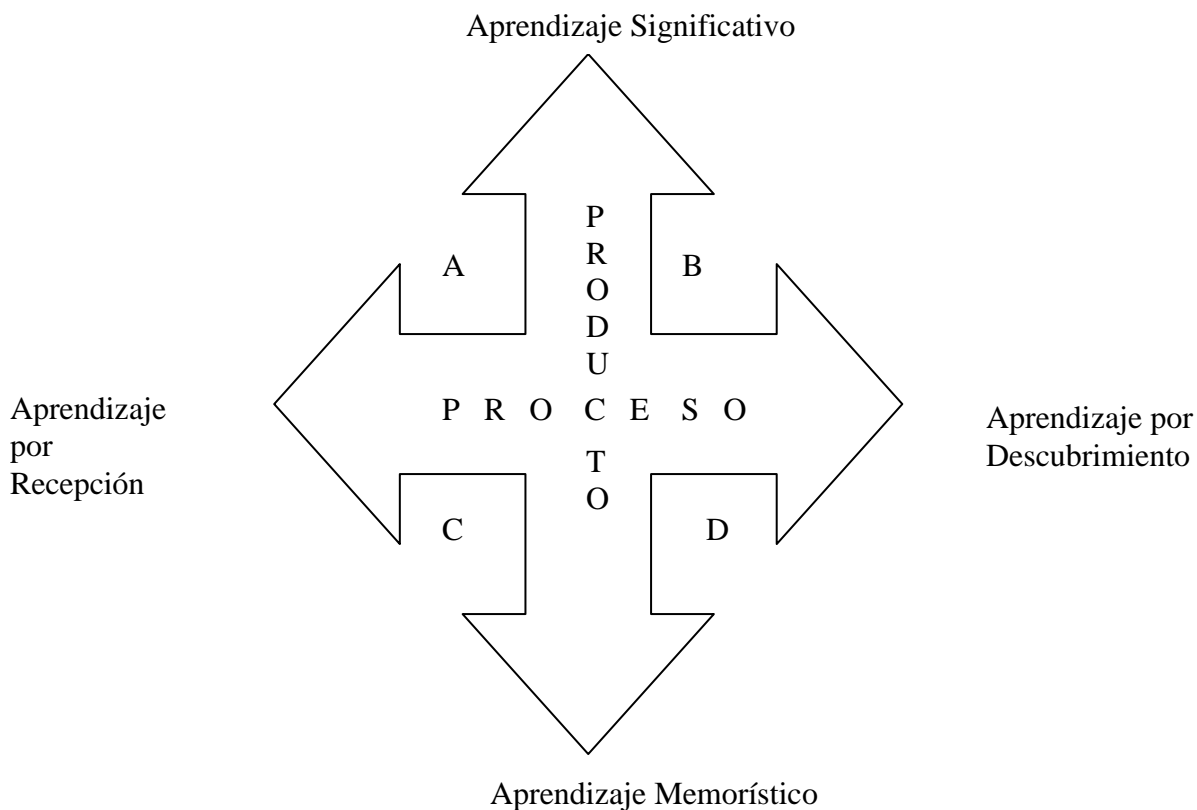 Aprendizaje Significativo
P
R
O
D
U
A
B
P R O C E S O
T
O
Aprendizaje
por
Recepción
Aprendizaje por
Descubrimiento
C
D
Aprendizaje Memorístico